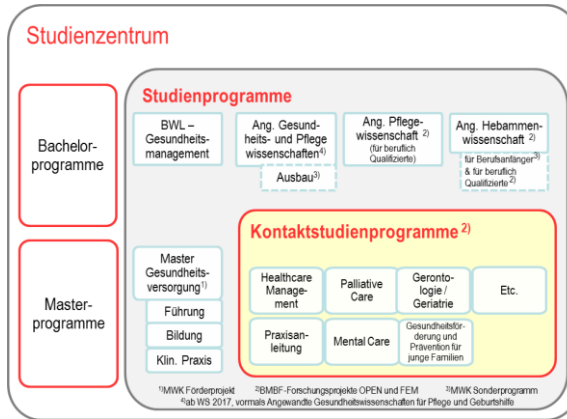 Studienzentrum
Bachelor-
programme
Studienprogramme
BWL –
Gesundheits-
management
Ang. Gesund-
heits- und Pflege
wissenschaften4)
Ausbau3)
Ang. Pflege-
wissenschaft 2)
(für beruflich
Qualifizierte)
Ang. Hebammen-
wissenschaft 2)
für Berufsanfänger3)
& für beruflich
Qualifizierte2)
Master-
programme
Master
Gesundheits-
versorgung1)
Führung
Bildung
Klin. Praxis
Kontaktstudienprogramme 2)
Healthcare
Manage-
ment
Palliative
Care
Geronto-
logie /
Geriatrie
Etc.
Praxisan-
leitung
Mental Care
Gesundheitsför-
derung und
Prävention für
junge Familien
1)MWK Förderprojekt 2)BMBF-Forschungsprojekte OPEN und FEM 3)MWK Sonderprogramm
4)ab WS 2017, vormals Angewandte Gesundheitswissenschaften für Pflege und Geburtshilfe